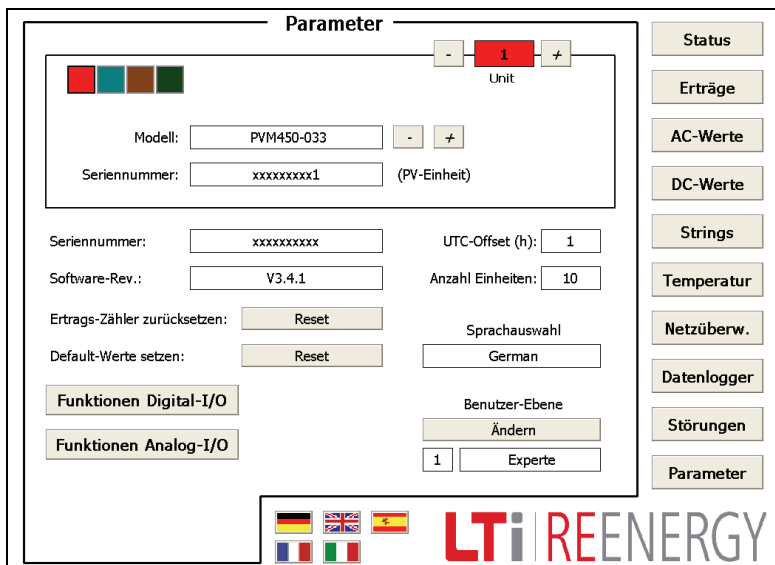 Parameter
- 1 +
Unit
Modell: PVM450-033 - +
Seriennummer: xxxxxxxxx1 (PV-Einheit)
Seriennummer: xxxxxxxxxx
UTC-Offset (h): 1
Software-Rev.: V3.4.1
Anzahl Einheiten: 10
Ertrags-Zähler zurücksetzen: Reset
Default-Werte setzen: Reset
Sprachauswahl
German
Funktionen Digital-I/O
Funktionen Analog-I/O
Benutzer-Ebene
Ändern
1 Experte
Status
Erträge
AC-Werte
DC-Werte
Strings
Temperatur
Netzüberw.
Datenlogger
Störungen
Parameter
LTi REENERGY